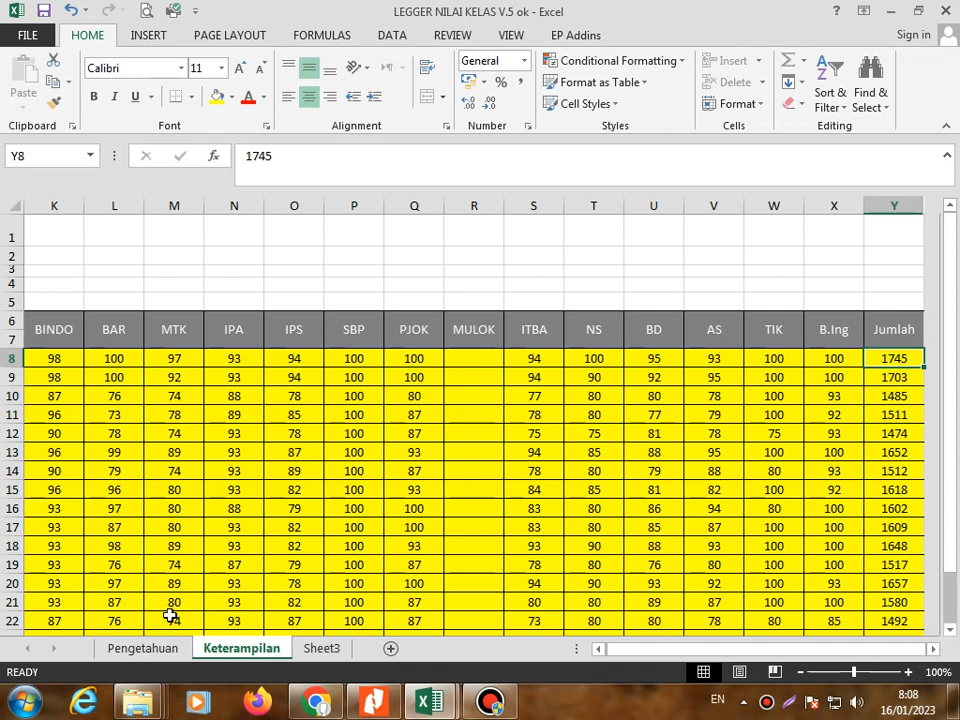 LEGGER NILAI KELAS V.5 ok - Excel
FILE HOME INSERT PAGE LAYOUT FORMULAS DATA REVIEW VIEW EP Addins Sign in
Paste
Calibri 11
B I U
General
Conditional Formatting
Format as Table
Cell Styles
Insert
Delete
Format
Sort & Filter
Find & Select
Clipboard Font Alignment Number Styles Cells Editing
Y8 fx 1745
K L M N O P Q R S T U V W X Y
1
2
3
4
5
6
7
BINDO BAR MTK IPA IPS SBP PJOK MULOK ITBA NS BD AS TIK B.Ing Jumlah
8 98 100 97 93 94 100 100 94 100 95 93 100 100 1745
9 98 100 92 93 94 100 100 94 90 92 95 100 100 1703
10 87 76 74 88 78 100 80 77 80 80 78 100 93 1485
11 96 73 78 89 85 100 87 78 80 77 79 100 92 1511
12 90 78 74 93 78 100 87 75 75 81 78 75 93 1474
13 96 99 89 93 87 100 93 94 85 88 95 100 100 1652
14 90 79 74 93 89 100 87 78 80 79 88 80 93 1512
15 96 96 80 93 82 100 93 84 85 81 82 100 92 1618
16 93 97 80 88 79 100 100 83 80 86 94 80 100 1602
17 93 87 80 93 82 100 100 83 80 85 87 100 100 1609
18 93 98 89 93 82 100 93 93 90 88 93 100 100 1648
19 93 76 74 87 79 100 87 78 80 76 80 100 93 1517
20 93 97 89 93 78 100 100 94 90 93 92 100 93 1657
21 93 87 80 93 82 100 87 80 80 89 87 100 100 1580
22 87 76 74 93 87 100 87 73 80 80 78 80 85 1492
Pengetahuan Keterampilan Sheet3
READY 100%
EN 8:08
16/01/2023